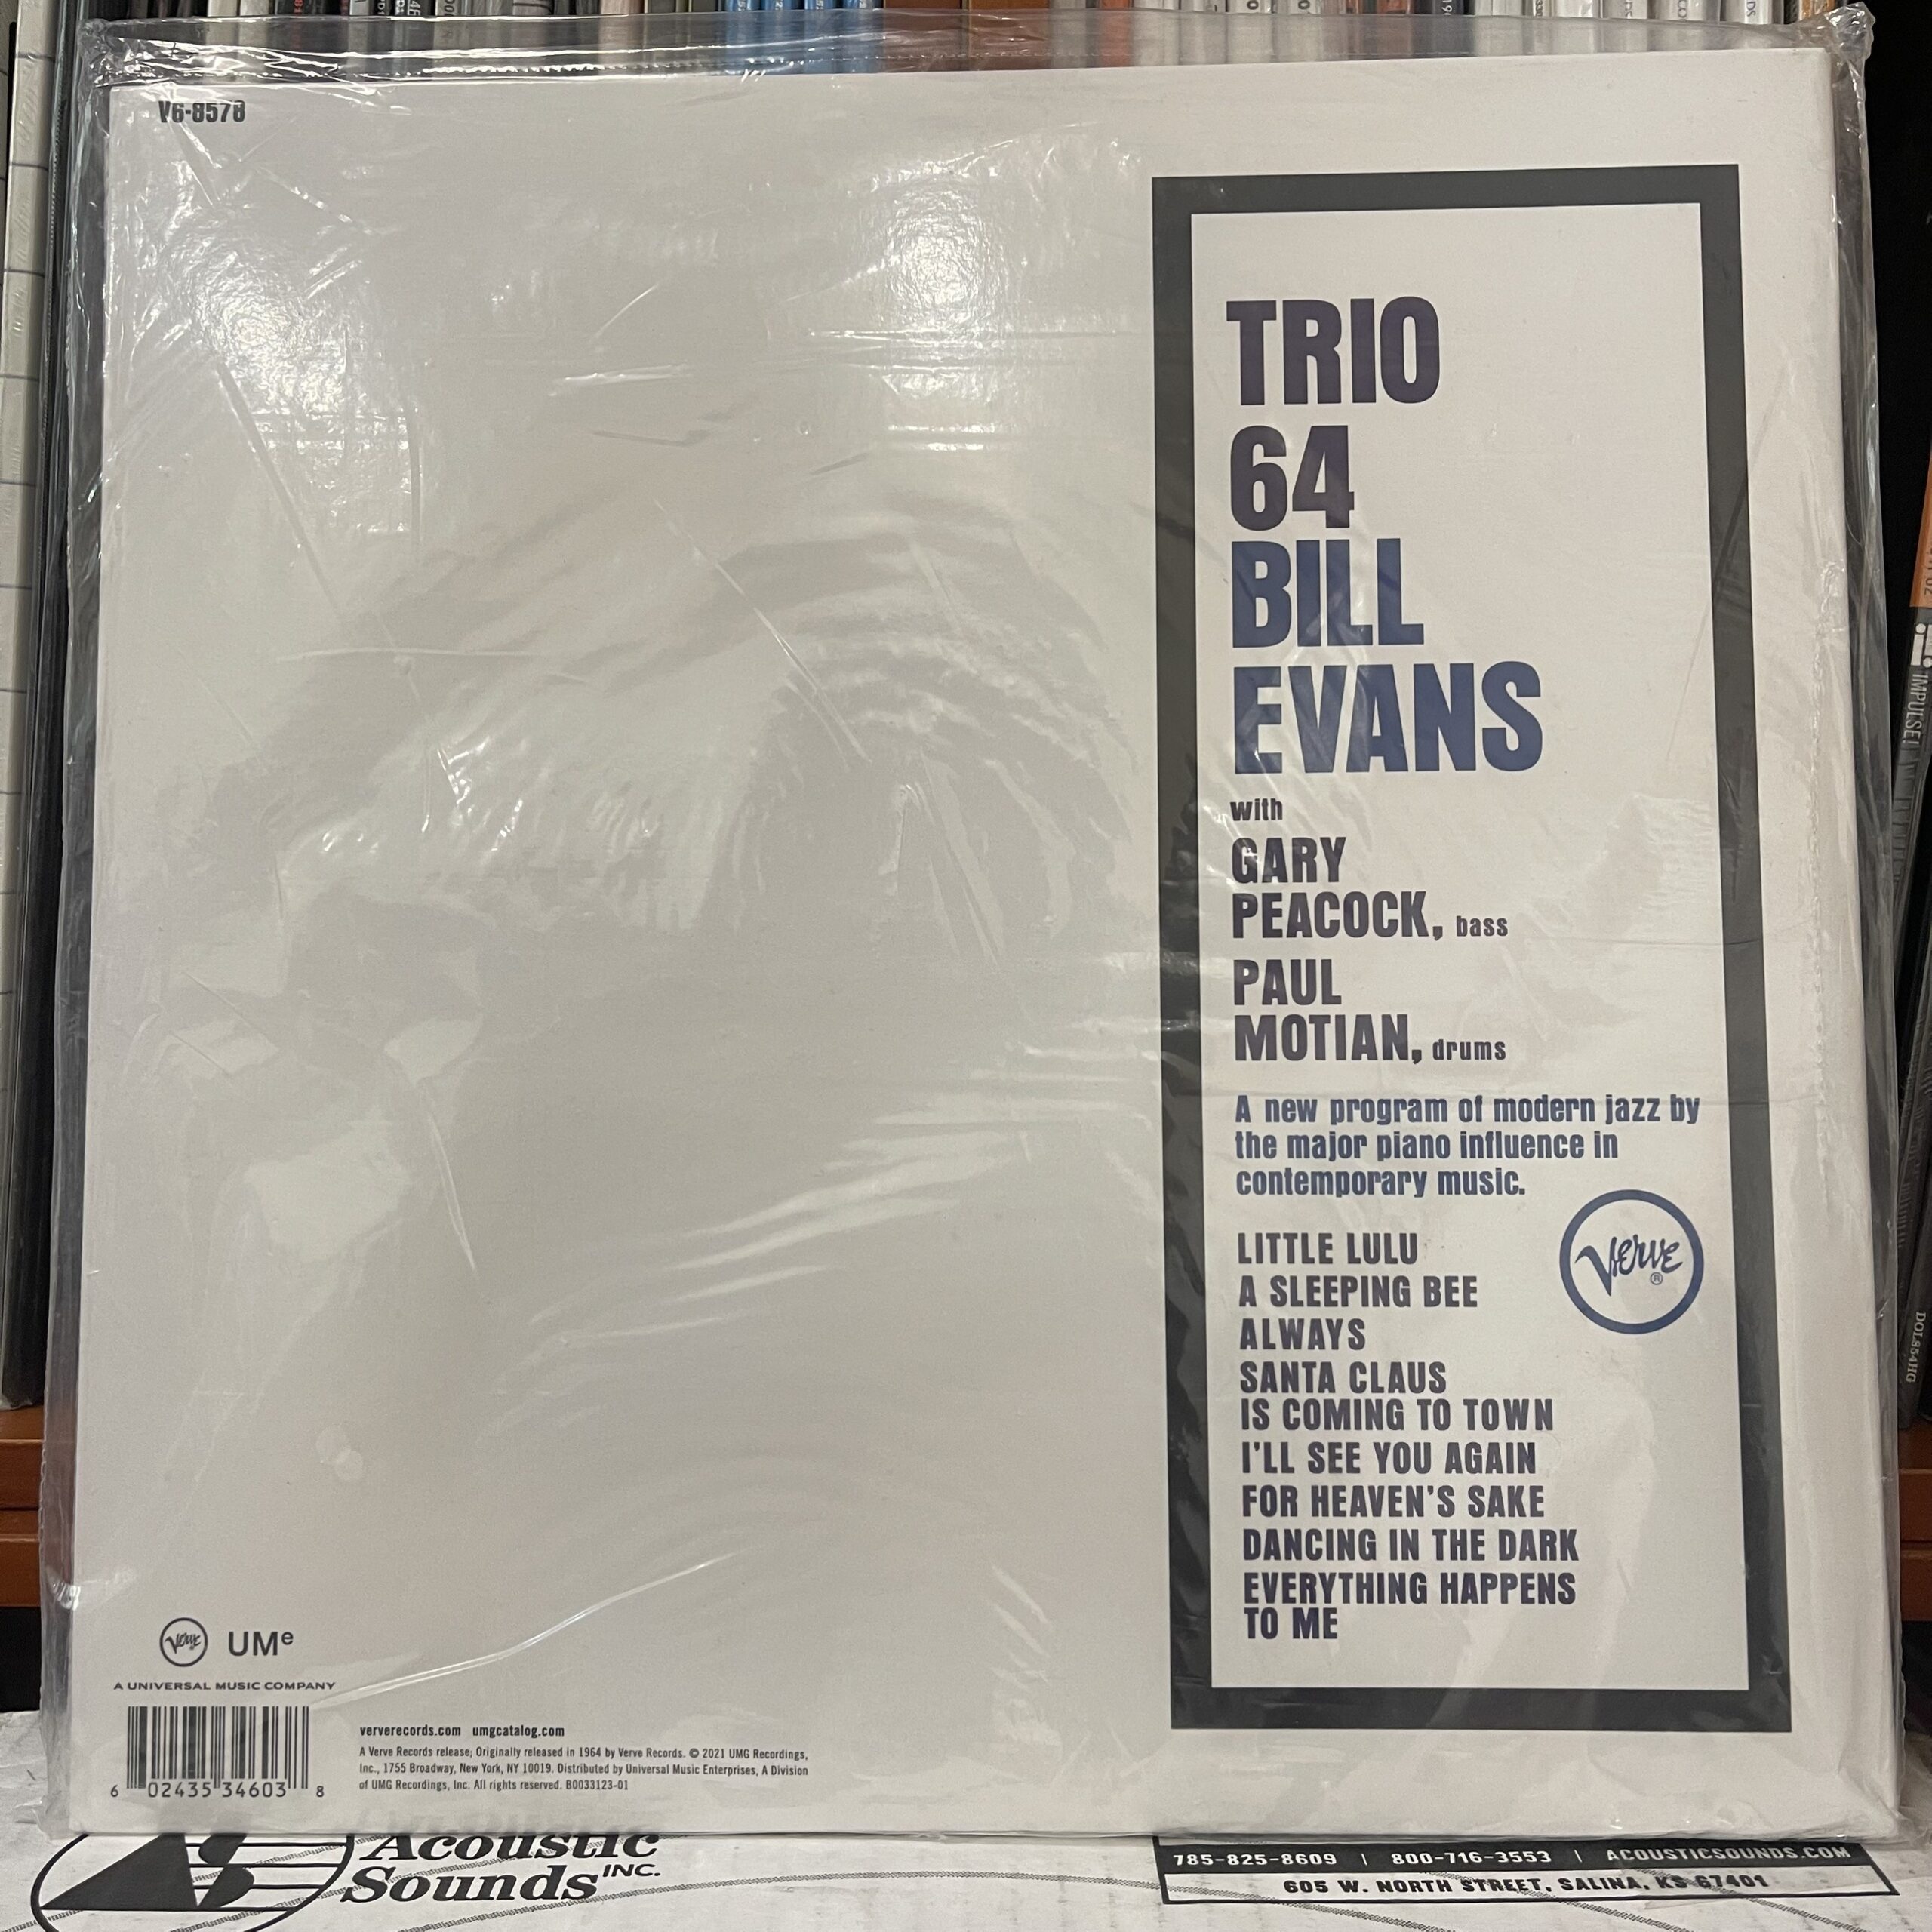 V6-8578
TRIO
64
BILL
EVANS
with
GARY
PEACOCK, bass
PAUL
MOTIAN, drums
A new program of modern jazz by
the major piano influence in
contemporary music.
Verve
®
LITTLE LULU
A SLEEPING BEE
ALWAYS
SANTA CLAUS
IS COMING TO TOWN
I'LL SEE YOU AGAIN
FOR HEAVEN'S SAKE
DANCING IN THE DARK
EVERYTHING HAPPENS
TO ME
Verve UMe
A UNIVERSAL MUSIC COMPANY
6 02435 34603 8
ververecords.com umgcatalog.com
A Verve Records release; Originally released in 1964 by Verve Records. © 2021 UMG Recordings,
Inc., 1755 Broadway, New York, NY 10019. Distributed by Universal Music Enterprises, A Division
of UMG Recordings, Inc. All rights reserved. B0033123-01
Acoustic
Sounds INC.
785-825-8609 | 800-716-3553 | ACOUSTICSOUNDS.COM
605 W. NORTH STREET, SALINA, KS 67401
IMPULSE!
DOL854HG